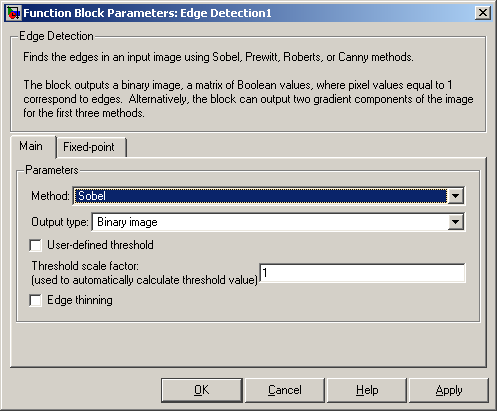 Function Block Parameters: Edge Detection1
Edge Detection
Finds the edges in an input image using Sobel, Prewitt, Roberts, or Canny methods.
The block outputs a binary image, a matrix of Boolean values, where pixel values equal to 1
correspond to edges. Alternatively, the block can output two gradient components of the image
for the first three methods.
Main Fixed-point
Parameters
Method: Sobel
Output type: Binary image
User-defined threshold
Threshold scale factor:
(used to automatically calculate threshold value) 1
Edge thinning
OK Cancel Help Apply